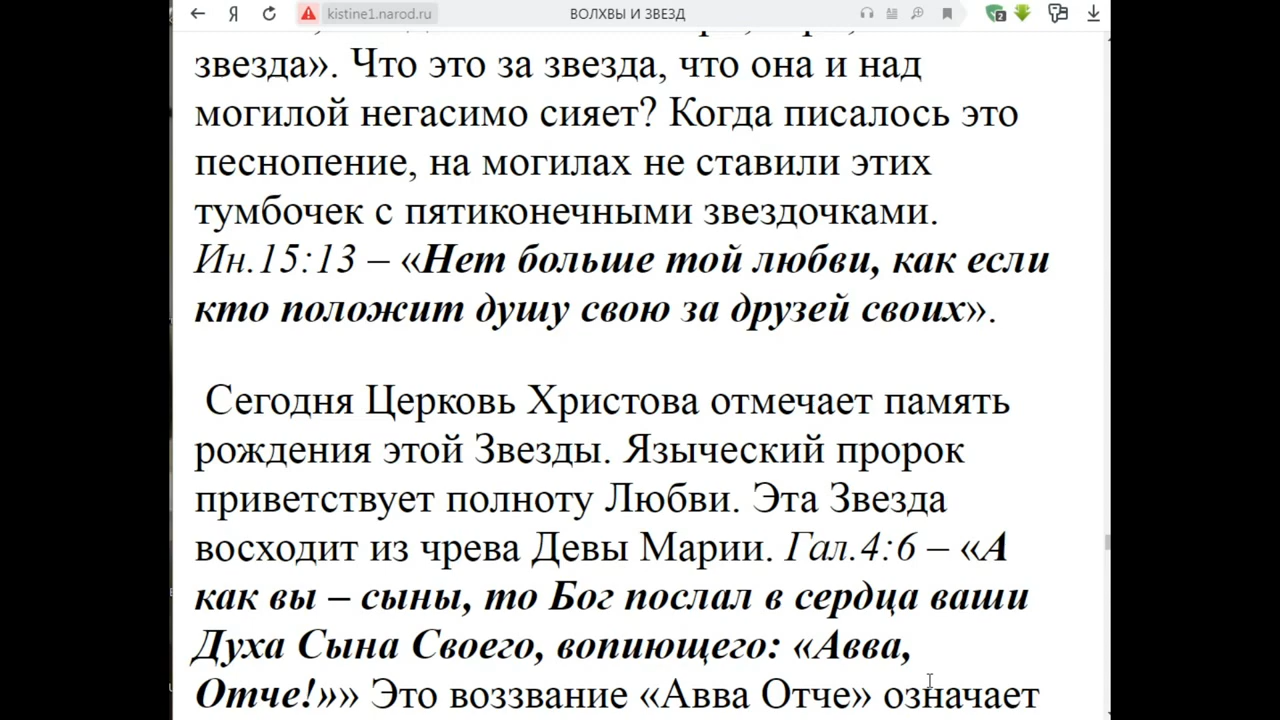 Я
kistine1.narod.ru
ВОЛХВЫ И ЗВЕЗД
2
звезда». Что это за звезда, что она и над
могилой негасимо сияет? Когда писалось это
песнопение, на могилах не ставили этих
тумбочек с пятиконечными звездочками.
Ин.15:13 – «Нет больше той любви, как если
кто положит душу свою за друзей своих».
Сегодня Церковь Христова отмечает память
рождения этой Звезды. Языческий пророк
приветствует полноту Любви. Эта Звезда
восходит из чрева Девы Марии. Гал.4:6 – «А
как вы – сыны, то Бог послал в сердца ваши
Духа Сына Своего, вопиющего: «Авва,
Отче!»» Это воззвание «Авва Отче» означает